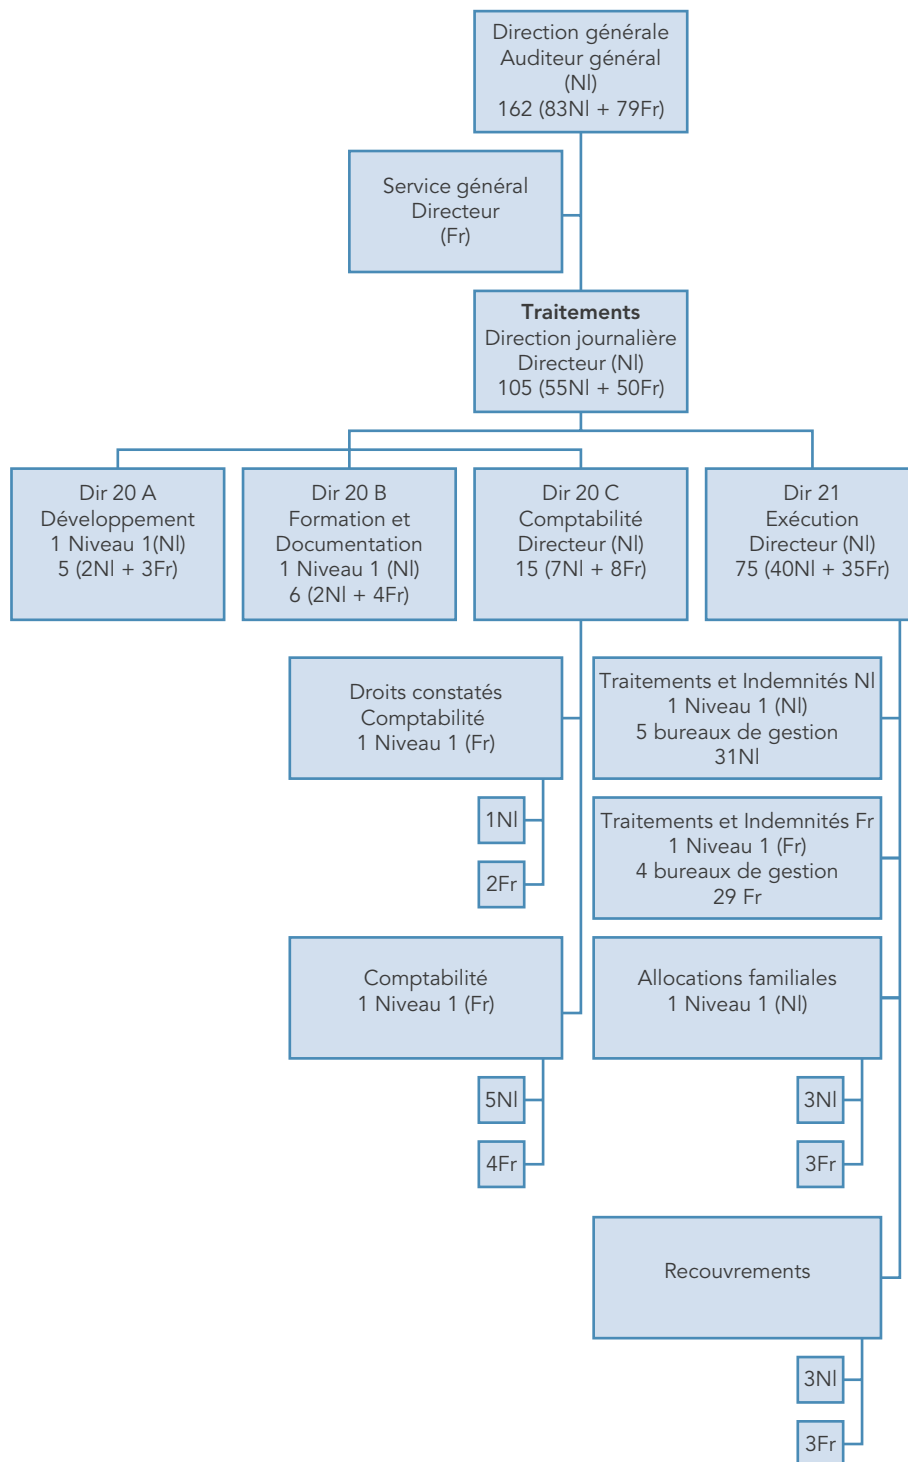 Direction générale
Auditeur général
(Nl)
162 (83Nl + 79Fr)
Service général
Directeur
(Fr)
Traitements
Direction journalière
Directeur (Nl)
105 (55Nl + 50Fr)
Dir 20 A
Développement
1 Niveau 1(Nl)
5 (2Nl + 3Fr)
Dir 20 B
Formation et
Documentation
1 Niveau 1 (Nl)
6 (2Nl + 4Fr)
Dir 20 C
Comptabilité
Directeur (Nl)
15 (7Nl + 8Fr)
Dir 21
Exécution
Directeur (Nl)
75 (40Nl + 35Fr)
Droits constatés
Comptabilité
1 Niveau 1 (Fr)
1Nl
2Fr
Comptabilité
1 Niveau 1 (Fr)
5Nl
4Fr
Traitements et Indemnités Nl
1 Niveau 1 (Nl)
5 bureaux de gestion
31Nl
Traitements et Indemnités Fr
1 Niveau 1 (Fr)
4 bureaux de gestion
29 Fr
Allocations familiales
1 Niveau 1 (Nl)
3Nl
3Fr
Recouvrements
3Nl
3Fr